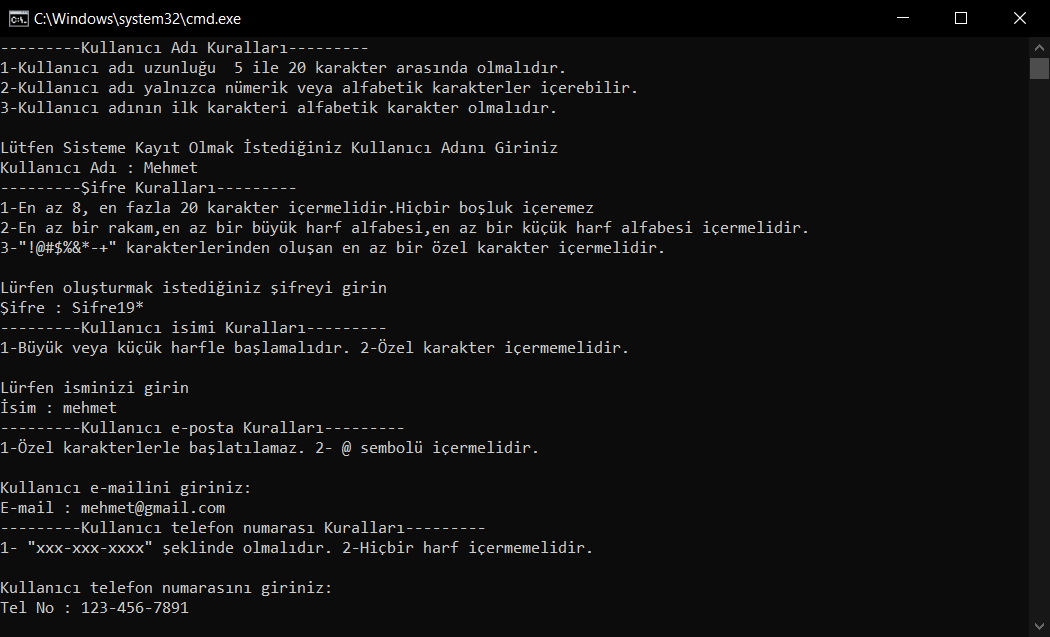 C:\Windows\system32\cmd.exe
---------Kullanıcı Adı Kuralları---------
1-Kullanıcı adı uzunluğu  5 ile 20 karakter arasında olmalıdır.
2-Kullanıcı adı yalnızca nümerik veya alfabetik karakterler içerebilir.
3-Kullanıcı adının ilk karakteri alfabetik karakter olmalıdır.
Lütfen Sisteme Kayıt Olmak İstediğiniz Kullanıcı Adını Giriniz
Kullanıcı Adı : Mehmet
---------Şifre Kuralları---------
1-En az 8, en fazla 20 karakter içermelidir.Hiçbir boşluk içeremez
2-En az bir rakam,en az bir büyük harf alfabesi,en az bir küçük harf alfabesi içermelidir.
3-"!@#$%&*-+" karakterlerinden oluşan en az bir özel karakter içermelidir.
Lürfen oluşturmak istediğiniz şifreyi girin
Şifre : Sifre19*
---------Kullanıcı isimi Kuralları---------
1-Büyük veya küçük harfle başlamalıdır. 2-Özel karakter içermemelidir.
Lürfen isminizi girin
İsim : mehmet
---------Kullanıcı e-posta Kuralları---------
1-Özel karakterlerle başlatılamaz. 2- @ sembolü içermelidir.
Kullanıcı e-mailini giriniz:
E-mail : mehmet@gmail.com
---------Kullanıcı telefon numarası Kuralları---------
1- "xxx-xxx-xxxx" şeklinde olmalıdır. 2-Hiçbir harf içermemelidir.
Kullanıcı telefon numarasını giriniz:
Tel No : 123-456-7891